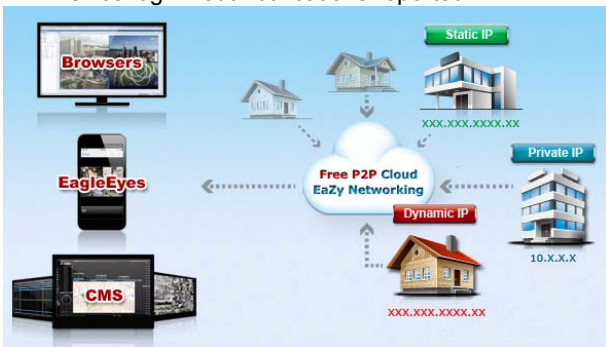 Browsers
EagleEyes
CMS
Free P2P Cloud
EaZy Networking
Static IP
xxx.xxx.xxxx.xx
Private IP
10.X.X.X
Dynamic IP
xxx.xxx.xxxx.xx